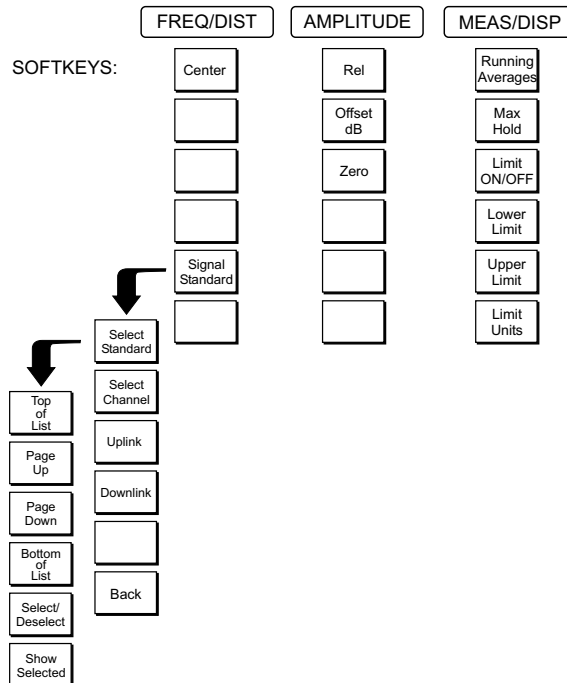 FREQ/DIST
AMPLITUDE
MEAS/DISP
SOFTKEYS:
Center
Signal
Standard
Rel
Offset
dB
Zero
Running
Averages
Max
Hold
Limit
ON/OFF
Lower
Limit
Upper
Limit
Limit
Units
Select
Standard
Select
Channel
Uplink
Downlink
Back
Top
of
List
Page
Up
Page
Down
Bottom
of
List
Select/
Deselect
Show
Selected